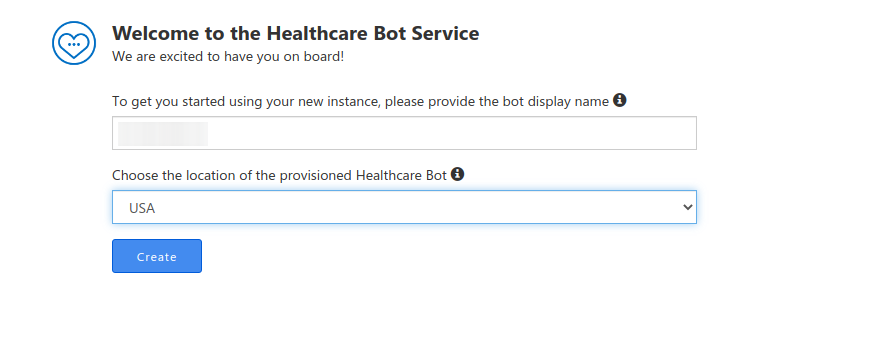 Welcome to the Healthcare Bot Service
We are excited to have you on board!
To get you started using your new instance, please provide the bot display name
Choose the location of the provisioned Healthcare Bot
USA
Create